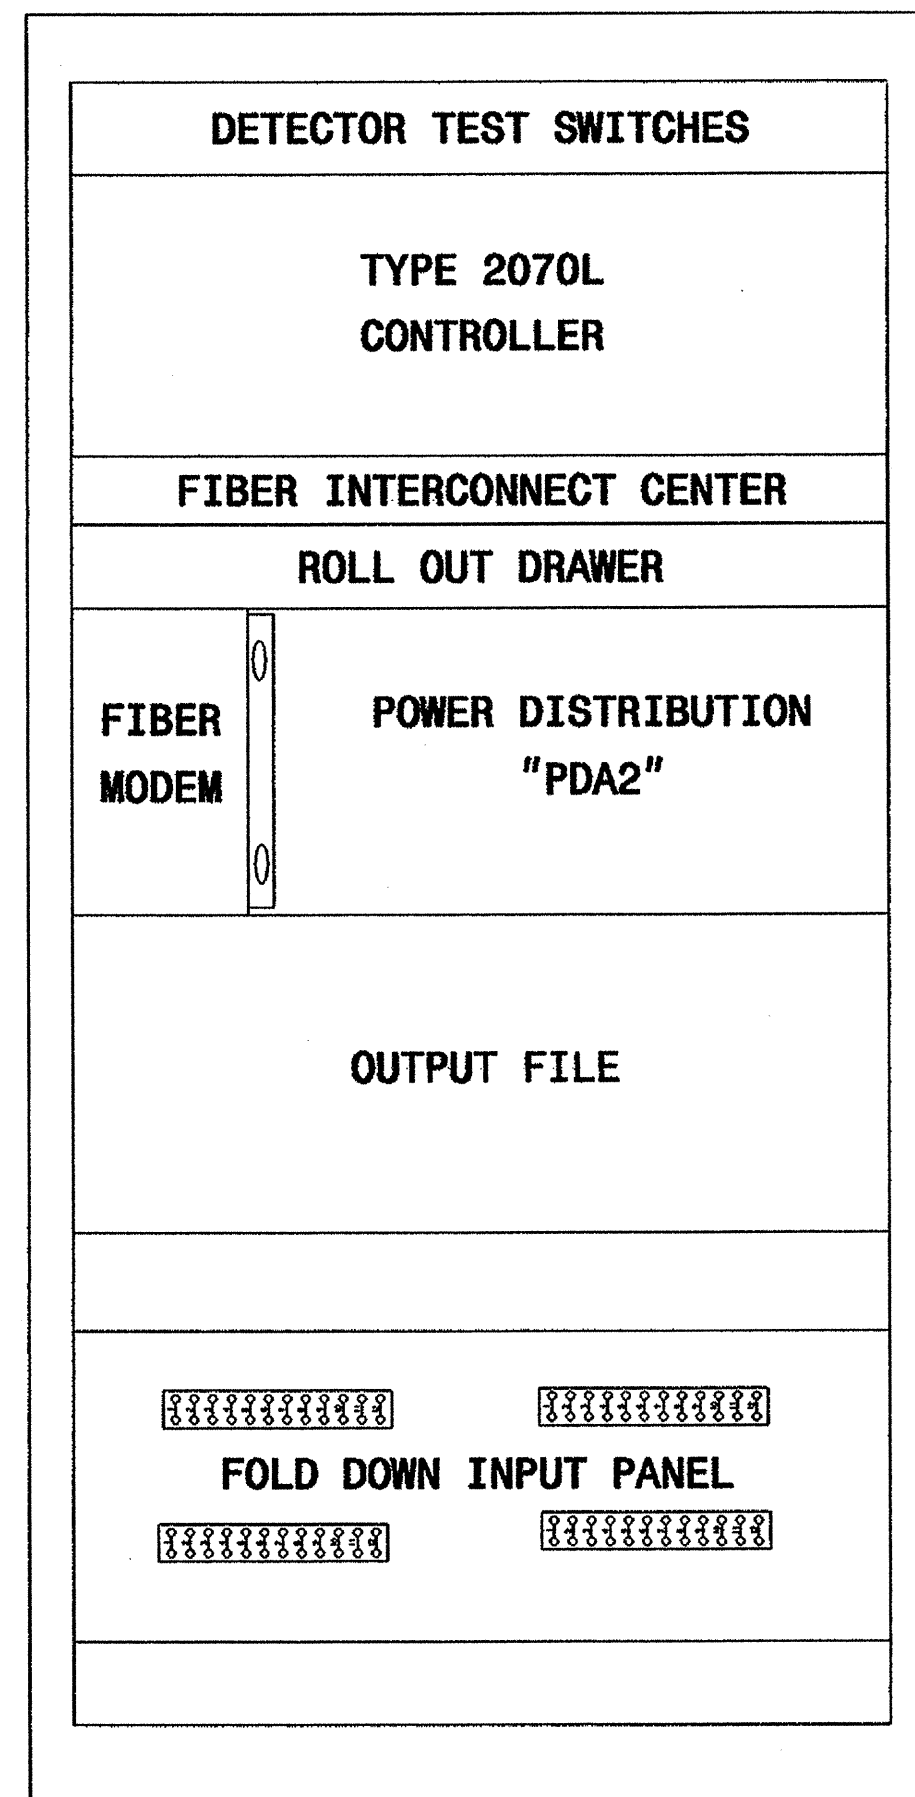 DETECTOR TEST SWITCHES
TYPE 2070L
CONTROLLER
FIBER INTERCONNECT CENTER
ROLL OUT DRAWER
FIBER
MODEM
POWER DISTRIBUTION
"PDA2"
OUTPUT FILE
FOLD DOWN INPUT PANEL